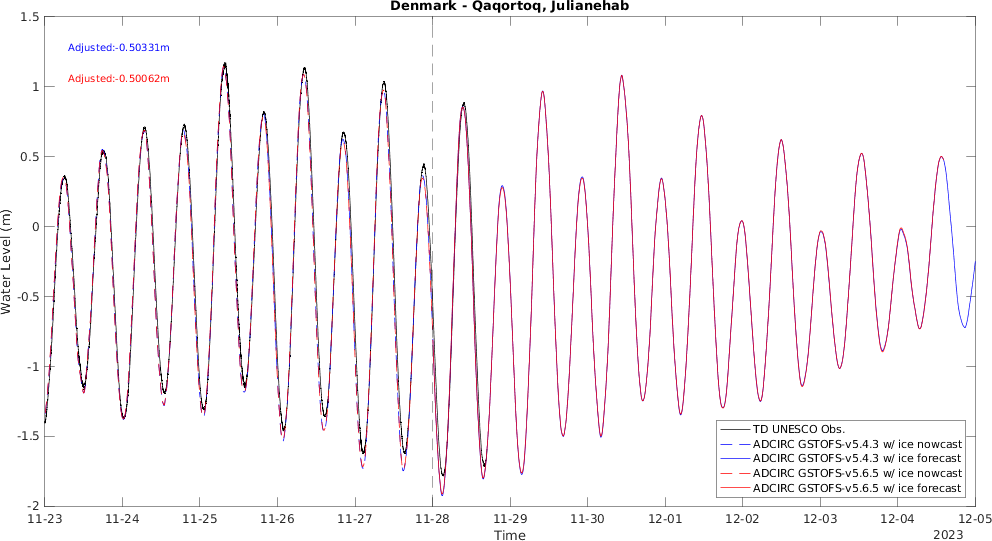 Denmark - Qaqortoq, Julianehab
Adjusted:-0.50331m
Adjusted:-0.50062m
Water Level (m)
1.5
1
0.5
0
-0.5
-1
-1.5
-2
TD UNESCO Obs.
ADCIRC GSTOFS-v5.4.3 w/ ice nowcast
ADCIRC GSTOFS-v5.4.3 w/ ice forecast
ADCIRC GSTOFS-v5.6.5 w/ ice nowcast
ADCIRC GSTOFS-v5.6.5 w/ ice forecast
11-23 11-24 11-25 11-26 11-27 11-28 11-29 11-30 12-01 12-02 12-03 12-04 12-05
Time
2023